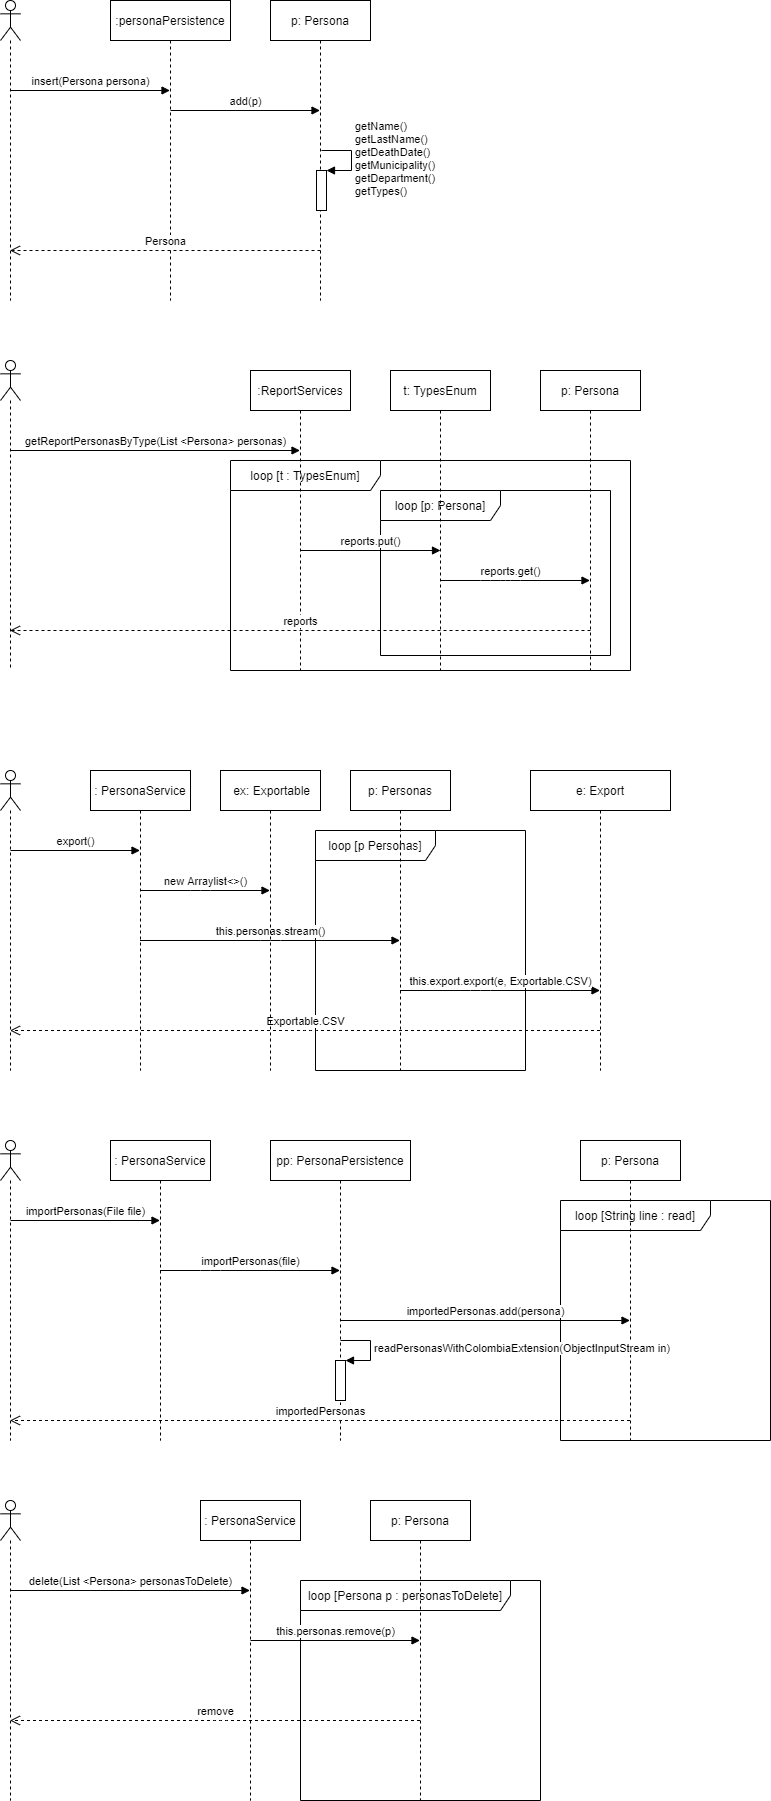 :personaPersistence
p: Persona
insert(Persona persona)
add(p)
getName()
getLastName()
getDeathDate()
getMunicipality()
getDepartment()
getTypes()
Persona
:ReportServices
t: TypesEnum
p: Persona
getReportPersonasByType(List <Persona> personas)
loop [t : TypesEnum]
loop [p: Persona]
reports.put()
reports.get()
reports
: PersonaService
ex: Exportable
p: Personas
e: Export
export()
loop [p Personas]
new Arraylist<>()
this.personas.stream()
this.export.export(e, Exportable.CSV)
Exportable.CSV
: PersonaService
pp: PersonaPersistence
p: Persona
importPersonas(File file)
loop [String line : read]
importPersonas(file)
importedPersonas.add(persona)
readPersonasWithColombiaExtension(ObjectInputStream in)
importedPersonas
: PersonaService
p: Persona
delete(List <Persona> personasToDelete)
loop [Persona p : personasToDelete]
this.personas.remove(p)
remove